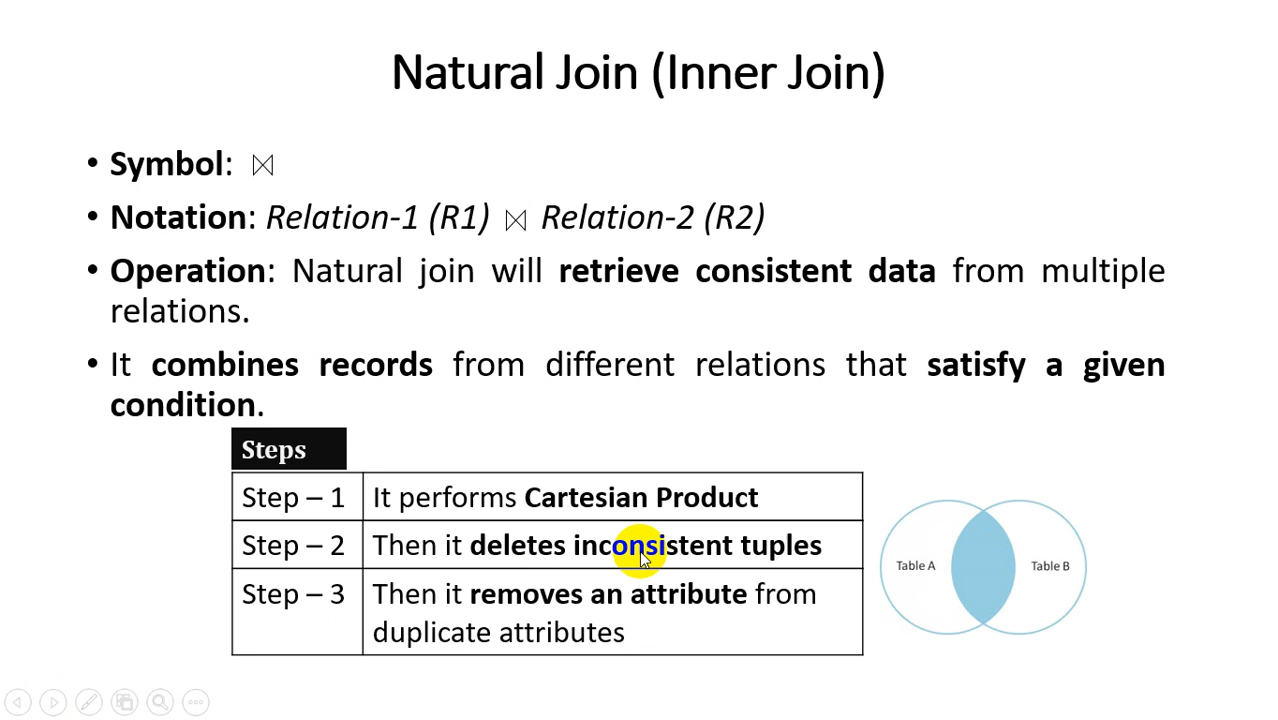 Natural Join (Inner Join)
• Symbol: ⋈
• Notation: Relation-1 (R1) ⋈ Relation-2 (R2)
• Operation: Natural join will retrieve consistent data from multiple
relations.
• It combines records from different relations that satisfy a given
condition.
Steps
Step – 1 It performs Cartesian Product
Step – 2 Then it deletes inconsistent tuples
Step – 3 Then it removes an attribute from
duplicate attributes
Table A
Table B